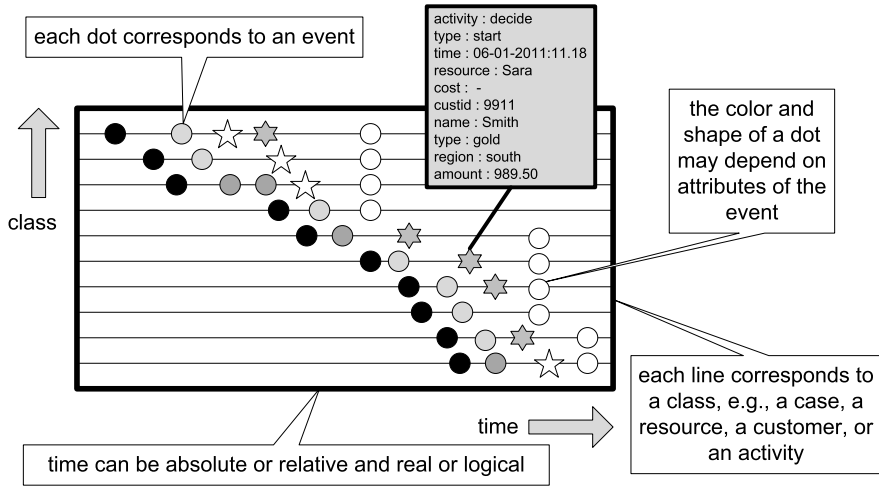 each dot corresponds to an event
activity : decide
type : start
time : 06-01-2011:11.18
resource : Sara
cost :  -
custid : 9911
name : Smith
type : gold
region : south
amount : 989.50
the color and
shape of a dot
may depend on
attributes of the
event
class
each line corresponds to
a class, e.g., a case, a
resource, a customer, or
an activity
time
time can be absolute or relative and real or logical